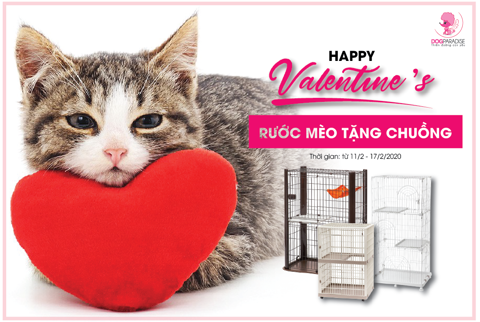 DOGPARADISE
HAPPY
Valentine's
RƯỚC MÈO TẶNG CHUỒNG
Thời gian: từ 11/2 - 17/2/2020